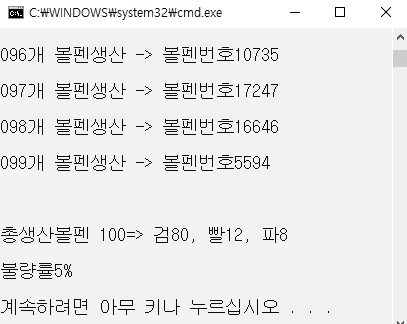 C:₩WINDOWS₩system32₩cmd.exe
096개 볼펜생산 -> 볼펜번호10735
097개 볼펜생산 -> 볼펜번호17247
098개 볼펜생산 -> 볼펜번호16646
099개 볼펜생산 -> 볼펜번호5594
총생산볼펜 100=> 검80, 빨12, 파8
불량률5%
계속하려면 아무 키나 누르십시오 . . .